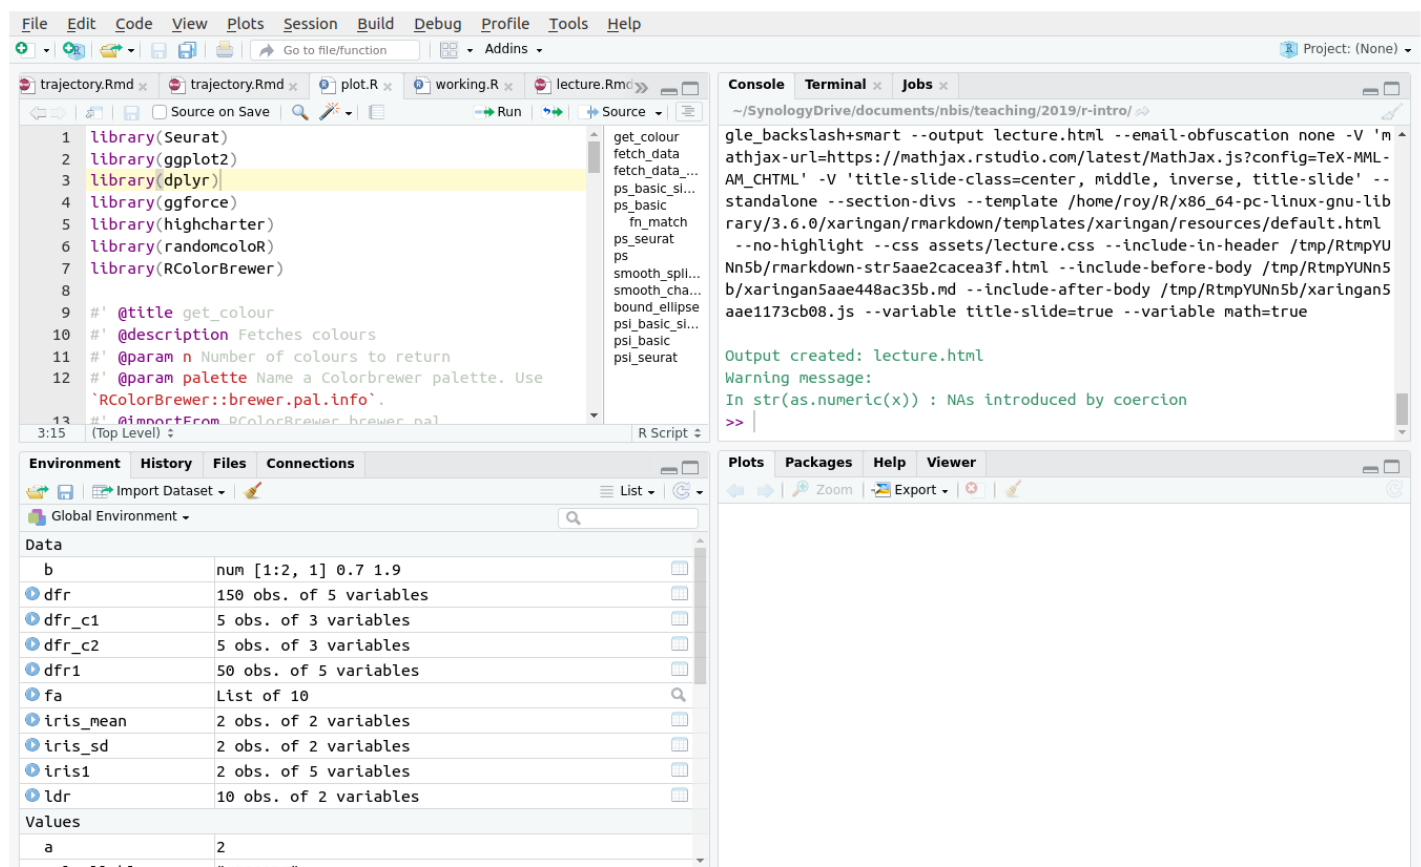 File Edit Code View Plots Session Build Debug Profile Tools Help
Go to file/function Addins Project: (None)
trajectory.Rmd trajectory.Rmd plot.R working.R lecture.Rmd
Source on Save Run Source
1 library(Seurat)
2 library(ggplot2)
3 library(dplyr)
4 library(ggforce)
5 library(highcharter)
6 library(randomcoloR)
7 library(RColorBrewer)
8
9 #' @title get_colour
10 #' @description Fetches colours
11 #' @param n Number of colours to return
12 #' @param palette Name a Colorbrewer palette. Use
`RColorBrewer::brewer.pal.info`.
13 #' @importFrom RColorBrewer brewer.pal
3:15 (Top Level) R Script
get_colour
fetch_data
fetch_data_...
ps_basic_si...
ps_basic
fn_match
ps_seurat
ps
smooth_spli...
smooth_cha...
bound_ellipse
psi_basic_si...
psi_basic
psi_seurat
Console Terminal Jobs
~/SynologyDrive/documents/nbis/teaching/2019/r-intro/
gle_backslash+smart --output lecture.html --email-obfuscation none -V 'm
athjax-url=https://mathjax.rstudio.com/latest/MathJax.js?config=TeX-MML-
AM_CHTML' -V 'title-slide-class=center, middle, inverse, title-slide' --
standalone --section-divs --template /home/roy/R/x86_64-pc-linux-gnu-lib
rary/3.6.0/xaringan/rmarkdown/templates/xaringan/resources/default.html
--no-highlight --css assets/lecture.css --include-in-header /tmp/RtmpYU
Nn5b/rmarkdown-str5aae2cacea3f.html --include-before-body /tmp/RtmpYUNn5
b/xaringan5aae448ac35b.md --include-after-body /tmp/RtmpYUNn5b/xaringan5
aae1173cb08.js --variable title-slide=true --variable math=true
Output created: lecture.html
Warning message:
In str(as.numeric(x)) : NAs introduced by coercion
>>
Environment History Files Connections
Import Dataset List
Global Environment
Data
b num [1:2, 1] 0.7 1.9
dfr 150 obs. of 5 variables
dfr_c1 5 obs. of 3 variables
dfr_c2 5 obs. of 3 variables
dfr1 50 obs. of 5 variables
fa List of 10
iris_mean 2 obs. of 2 variables
iris_sd 2 obs. of 2 variables
iris1 2 obs. of 5 variables
ldr 10 obs. of 2 variables
Values
a 2
Plots Packages Help Viewer
Zoom Export